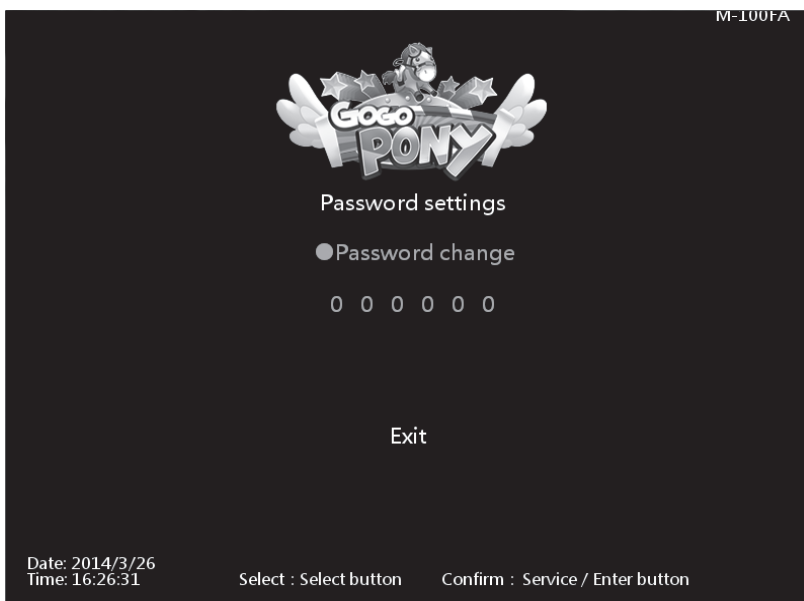 M-100FA
GOGO
PONY
Password settings
●Password change
0 0 0 0 0 0
Exit
Date: 2014/3/26
Time: 16:26:31
Select : Select button Confirm : Service / Enter button